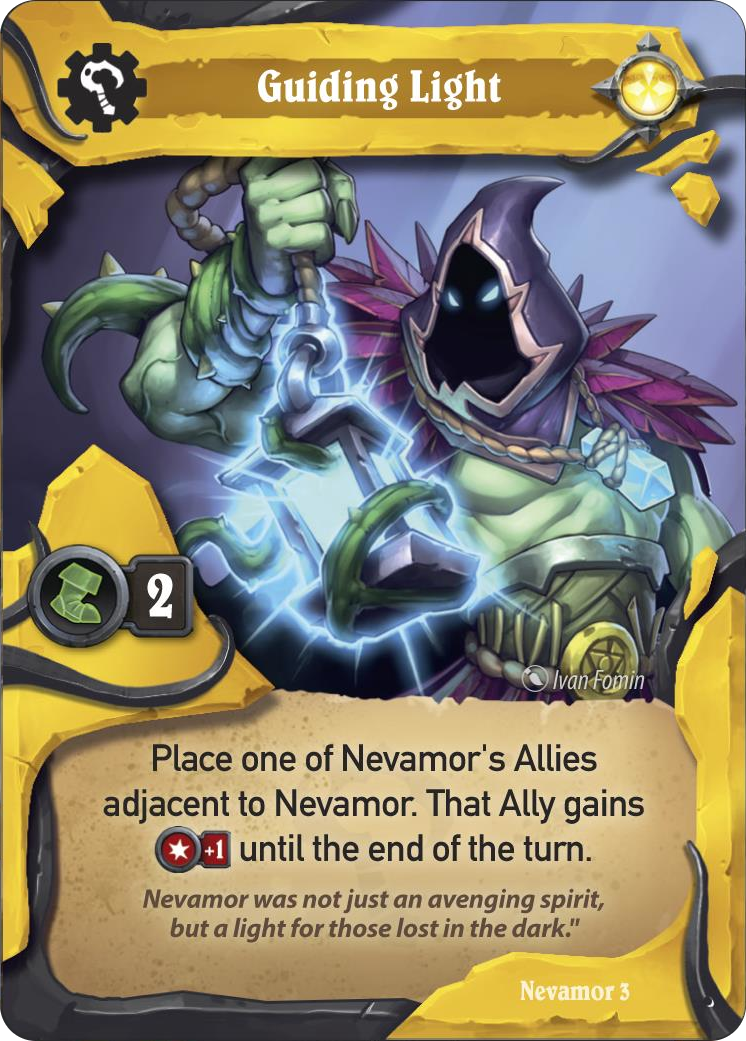 Guiding Light
2
Ivan Fomin
Place one of Nevamor's Allies
adjacent to Nevamor. That Ally gains
+1 until the end of the turn.
Nevamor was not just an avenging spirit,
but a light for those lost in the dark."
Nevamor 3